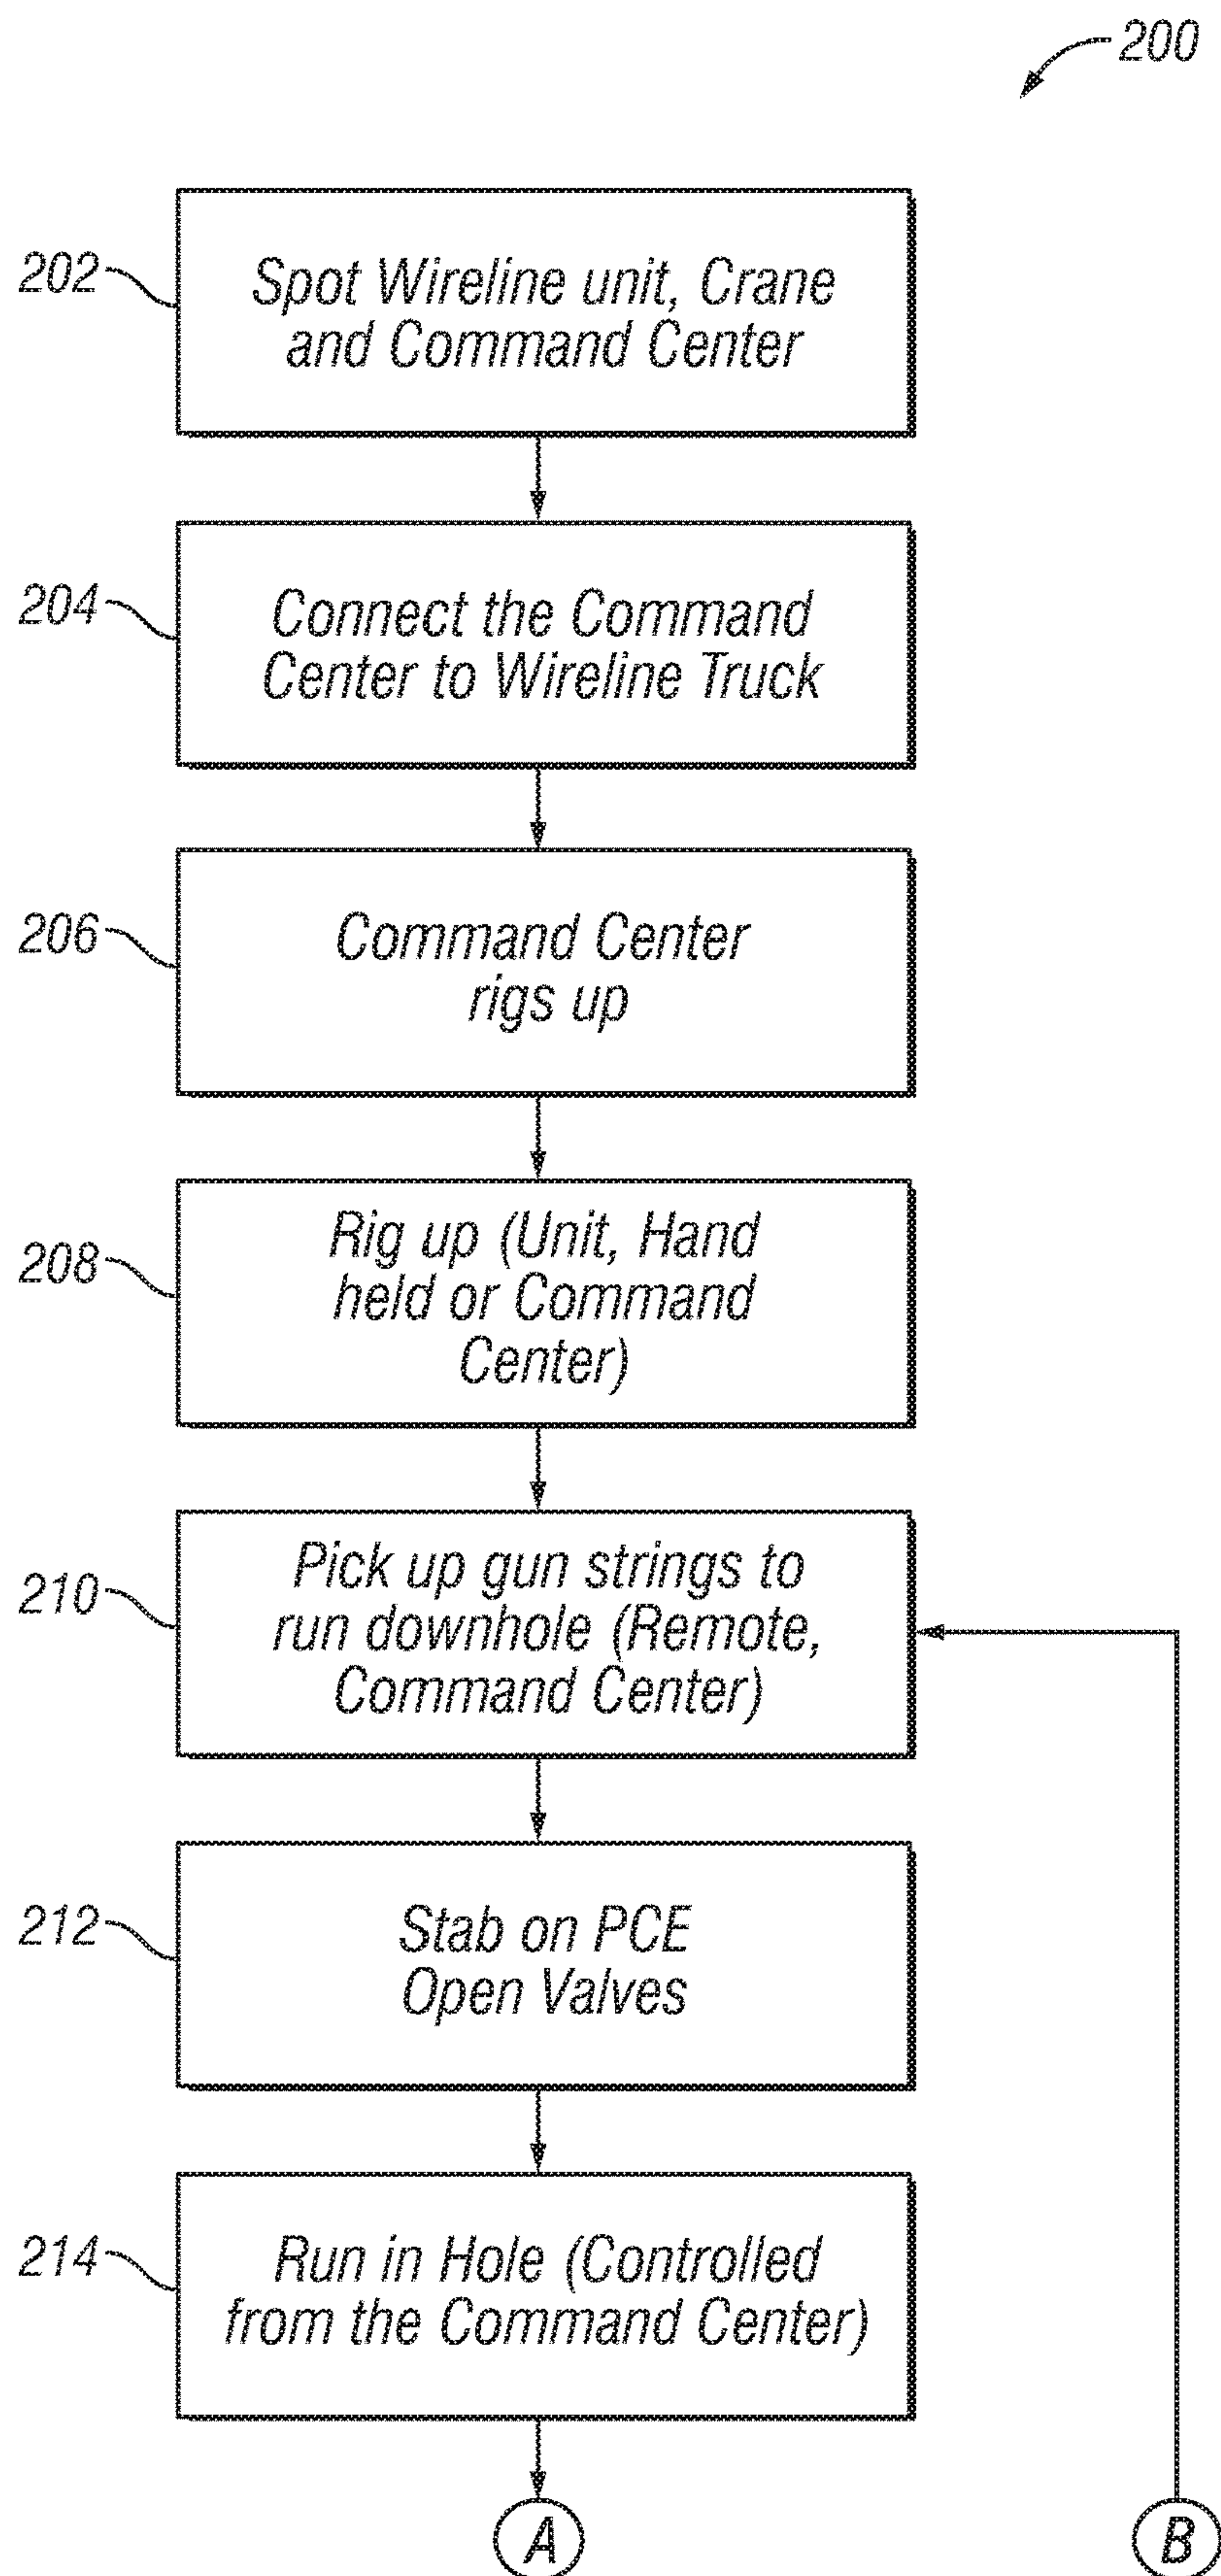 200
202
Spot Wireline unit, Crane
and Command Center
204
Connect the Command
Center to Wireline Truck
206
Command Center
rigs up
208
Rig up (Unit, Hand
held or Command
Center)
210
Pick up gun strings to
run downhole (Remote,
Command Center)
212
Stab on PCE
Open Valves
214
Run in Hole (Controlled
from the Command Center)
A
B